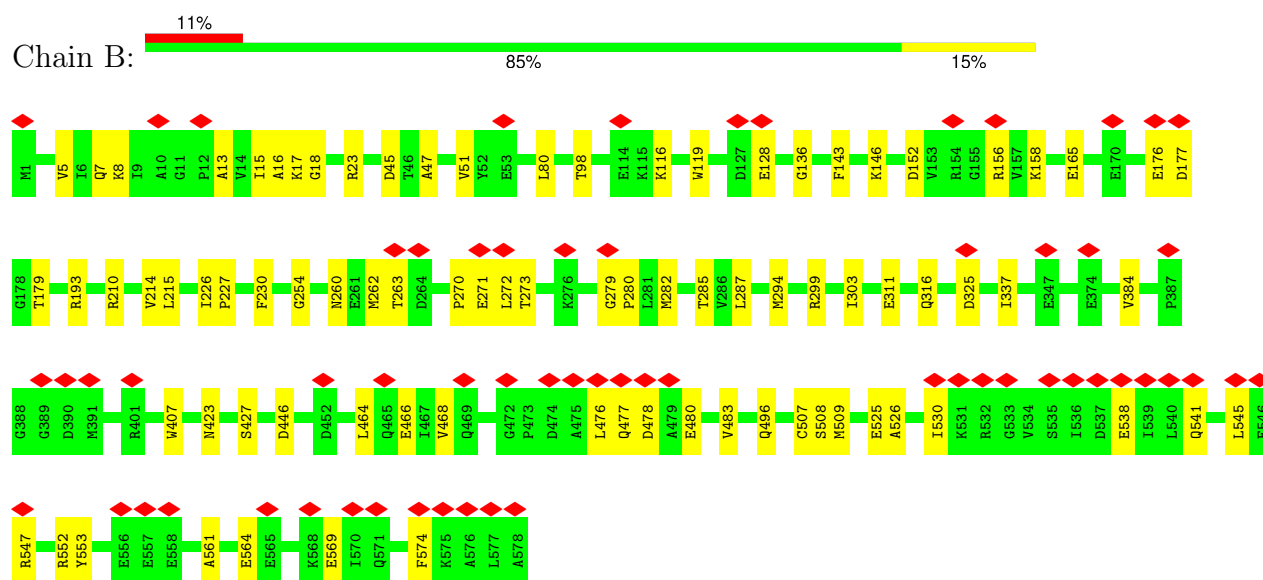 11%
Chain B:
85% 15%
M1 V5 I6 Q7 K8 I9 A10 G11 P12 A13 V14 I15 A16 K17 G18 R23 D45 T46 A47 V51 Y52 E53 L80 T98 E114 K115 K116 W119 D127 E128 G136 F143 K146 D152 V153 R154 G155 R156 V157 K158 E165 E170 E176 D177
G178 T179 R193 R210 V214 L215 I226 P227 F230 G254 N260 E261 M262 T263 D264 P270 E271 L272 T273 K276 G279 P280 L281 M282 T285 V286 L287 M294 R299 I303 E311 Q316 D325 I337 E347 E374 V384 P387
G388 G389 D390 M391 R401 W407 N423 S427 D446 D452 L464 Q465 E466 I467 V468 Q469 G472 P473 D474 A475 L476 Q477 D478 A479 E480 V483 Q496 C507 S508 M509 E525 A526 I530 K531 R532 G533 V534 S535 I536 D537 E538 I539 L540 Q541 L545
R547 R552 Y553 E556 E557 E558 A561 E564 E565 K568 E569 I570 Q571 F574 K575 A576 L577 A578